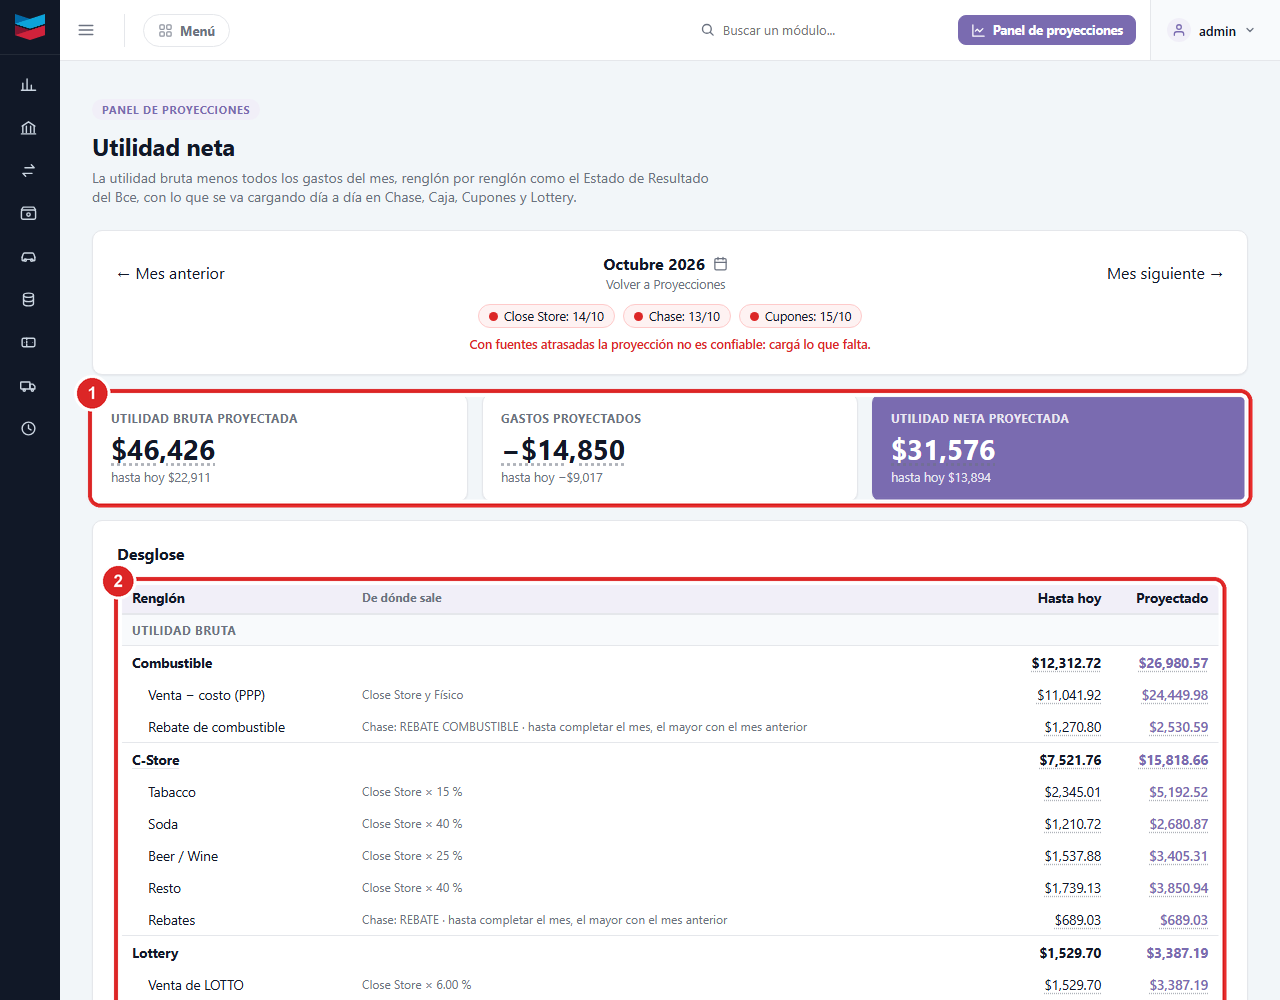 Menú
Buscar un módulo...
Panel de proyecciones
admin
PANEL DE PROYECCIONES
Utilidad neta
La utilidad bruta menos todos los gastos del mes, renglón por renglón como el Estado de Resultado
del Bce, con lo que se va cargando día a día en Chase, Caja, Cupones y Lottery.
← Mes anterior
Octubre 2026
Mes siguiente →
Volver a Proyecciones
Close Store: 14/10
Chase: 13/10
Cupones: 15/10
Con fuentes atrasadas la proyección no es confiable: cargá lo que falta.
1
UTILIDAD BRUTA PROYECTADA
$46,426
hasta hoy $22,911
GASTOS PROYECTADOS
−$14,850
hasta hoy −$9,017
UTILIDAD NETA PROYECTADA
$31,576
hasta hoy $13,894
Desglose
2
Renglón De dónde sale Hasta hoy Proyectado
UTILIDAD BRUTA
Combustible $12,312.72 $26,980.57
Venta − costo (PPP) Close Store y Físico $11,041.92 $24,449.98
Rebate de combustible Chase: REBATE COMBUSTIBLE · hasta completar el mes, el mayor con el mes anterior $1,270.80 $2,530.59
C-Store $7,521.76 $15,818.66
Tabacco Close Store × 15 % $2,345.01 $5,192.52
Soda Close Store × 40 % $1,210.72 $2,680.87
Beer / Wine Close Store × 25 % $1,537.88 $3,405.31
Resto Close Store × 40 % $1,739.13 $3,850.94
Rebates Chase: REBATE · hasta completar el mes, el mayor con el mes anterior $689.03 $689.03
Lottery $1,529.70 $3,387.19
Venta de LOTTO Close Store × 6.00 % $1,529.70 $3,387.19